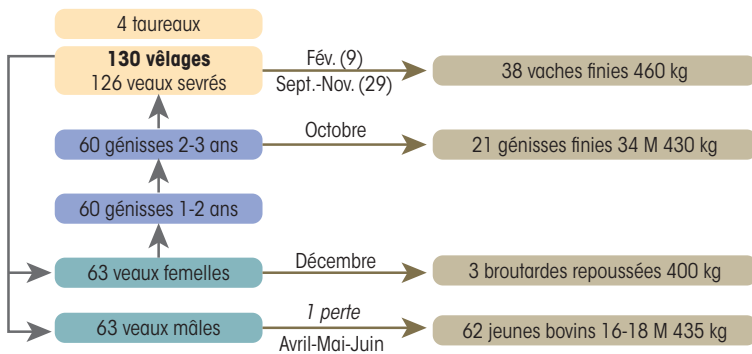 4 taureaux
130 vêlages
126 veaux sevrés
Fév. (9)
Sept.-Nov. (29)
38 vaches finies 460 kg
60 génisses 2-3 ans
Octobre
21 génisses finies 34 M 430 kg
60 génisses 1-2 ans
63 veaux femelles
Décembre
3 broutardes repoussées 400 kg
63 veaux mâles
1 perte
Avril-Mai-Juin
62 jeunes bovins 16-18 M 435 kg